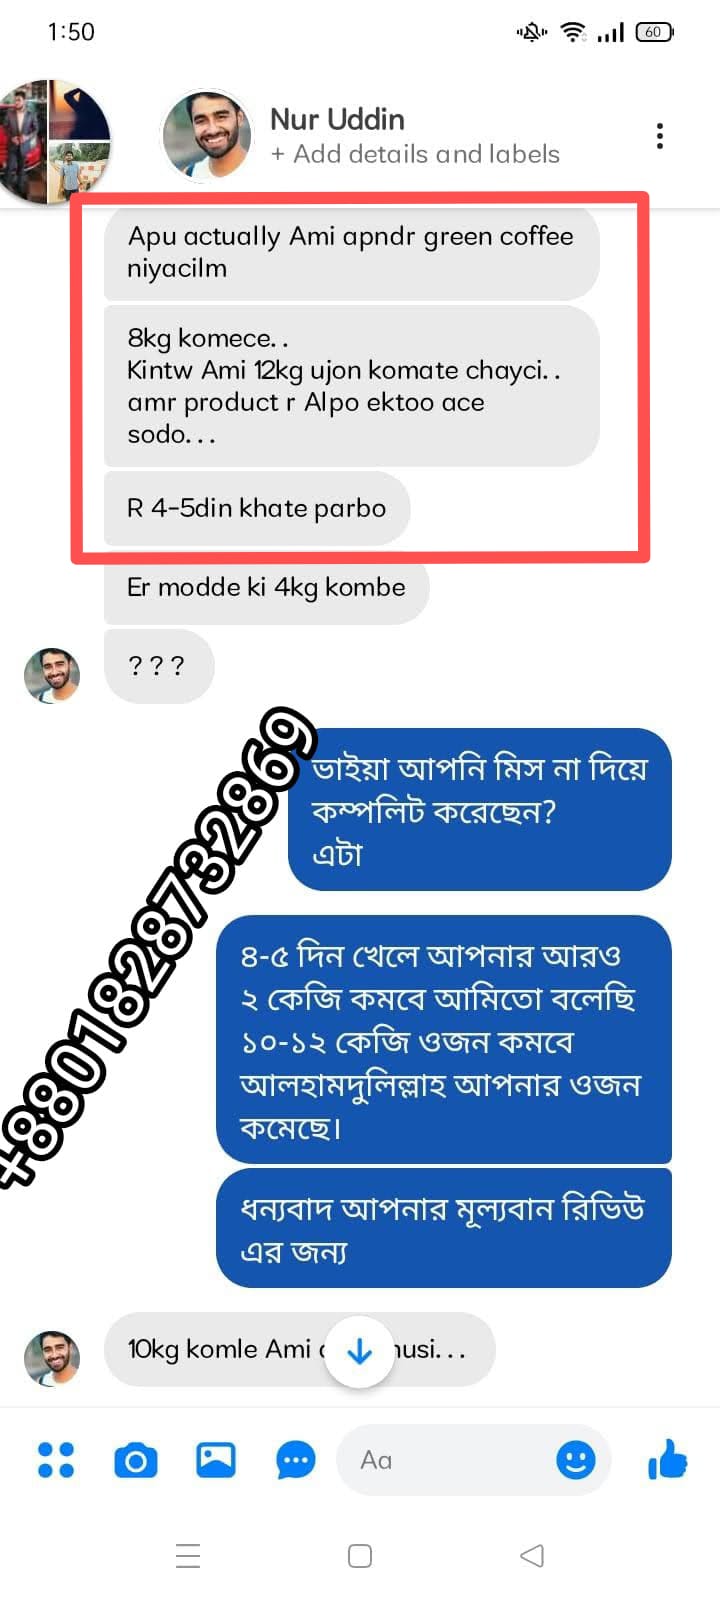 1:50
60
Nur Uddin
+ Add details and labels
Apu actually Ami apndr green coffee
niyacilm
8kg komece. .
Kintw Ami 12kg ujon komate chayci. .
amr product r Alpo ektoo ace
sodo. . .
R 4-5din khate parbo
Er modde ki 4kg kombe
? ? ?
ভাইয়া আপনি মিস না দিয়ে
কম্পলিট করেছেন?
এটা
৪-৫ দিন খেলে আপনার আরও
২ কেজি কমবে আমিতো বলেছি
১০-১২ কেজি ওজন কমবে
আলহামদুলিল্লাহ আপনার ওজন
কমেছে।
ধন্যবাদ আপনার মূল্যবান রিভিউ
এর জন্য
+8801828732869
10kg komle Ami
Aa